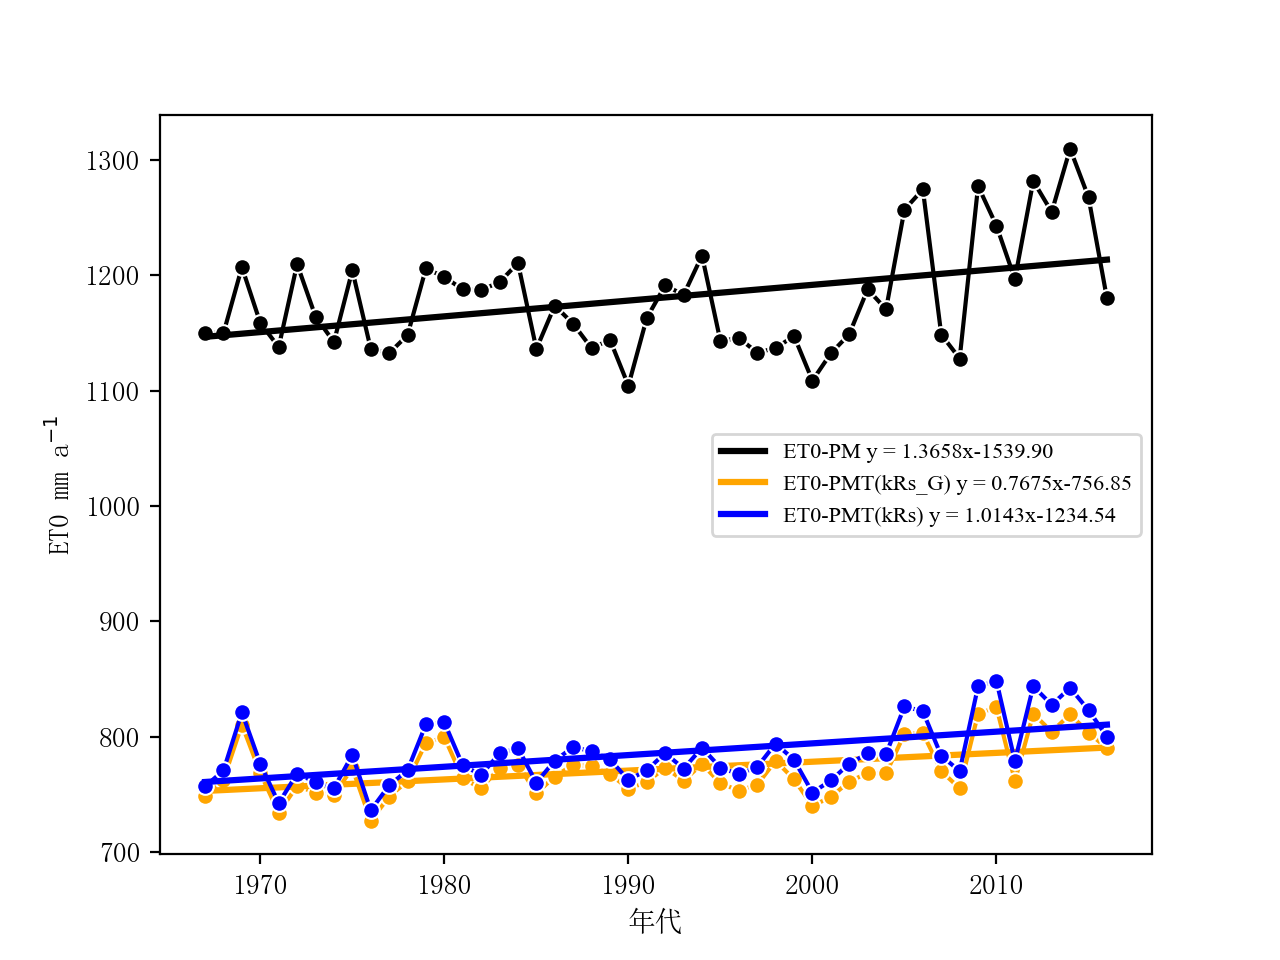 1300
1200
1100
1000
900
800
700
ET0 mm a⁻¹
ET0-PM y = 1.3658x-1539.90
ET0-PMT(kRs_G) y = 0.7675x-756.85
ET0-PMT(kRs) y = 1.0143x-1234.54
1970 1980 1990 2000 2010
年代